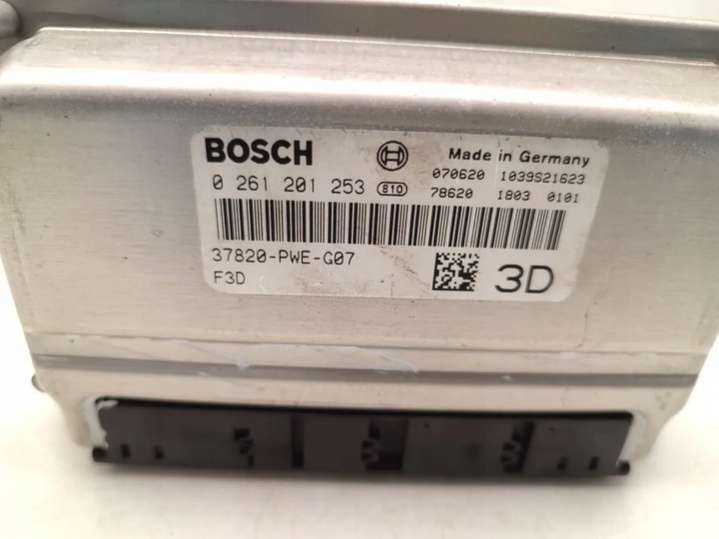 BOSCH
Made in Germany
070620 1039S21623
0 261 201 253 810
78620 1803 0101
37820-PWE-G07
F3D
3D